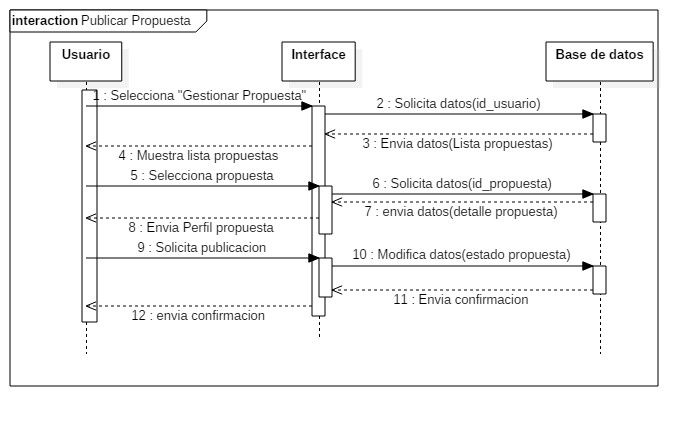 interaction Publicar Propuesta
Usuario
Interface
Base de datos
1 : Selecciona "Gestionar Propuesta"
2 : Solicita datos(id_usuario)
3 : Envia datos(Lista propuestas)
4 : Muestra lista propuestas
5 : Selecciona propuesta
6 : Solicita datos(id_propuesta)
7 : envia datos(detalle propuesta)
8 : Envia Perfil propuesta
9 : Solicita publicacion
10 : Modifica datos(estado propuesta)
11 : Envia confirmacion
12 : envia confirmacion